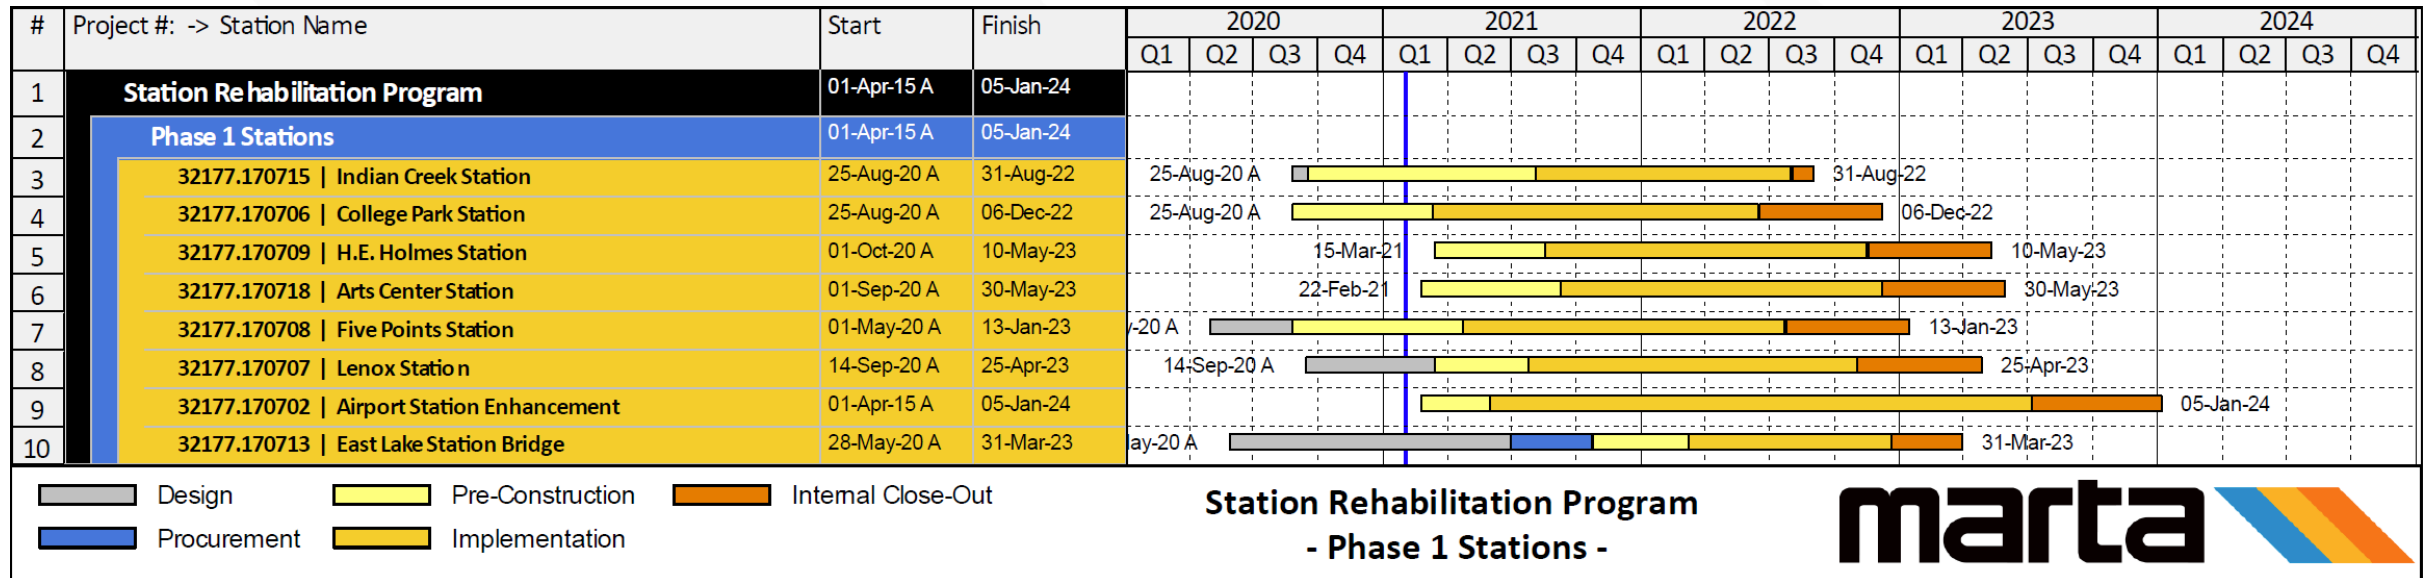 # Project #: -> Station Name Start Finish 2020 2021 2022 2023 2024
Q1 Q2 Q3 Q4 Q1 Q2 Q3 Q4 Q1 Q2 Q3 Q4 Q1 Q2 Q3 Q4 Q1 Q2 Q3 Q4
1 Station Rehabilitation Program 01-Apr-15 A 05-Jan-24
2 Phase 1 Stations 01-Apr-15 A 05-Jan-24
3 32177.170715 | Indian Creek Station 25-Aug-20 A 31-Aug-22 25-Aug-20 A 31-Aug-22
4 32177.170706 | College Park Station 25-Aug-20 A 06-Dec-22 25-Aug-20 A 06-Dec-22
5 32177.170709 | H.E. Holmes Station 01-Oct-20 A 10-May-23 15-Mar-21 10-May-23
6 32177.170718 | Arts Center Station 01-Sep-20 A 30-May-23 22-Feb-21 30-May-23
7 32177.170708 | Five Points Station 01-May-20 A 13-Jan-23 y-20 A 13-Jan-23
8 32177.170707 | Lenox Station 14-Sep-20 A 25-Apr-23 14-Sep-20 A 25-Apr-23
9 32177.170702 | Airport Station Enhancement 01-Apr-15 A 05-Jan-24 05-Jan-24
10 32177.170713 | East Lake Station Bridge 28-May-20 A 31-Mar-23 lay-20 A 31-Mar-23
Design Pre-Construction Internal Close-Out
Procurement Implementation
Station Rehabilitation Program
- Phase 1 Stations -
marta